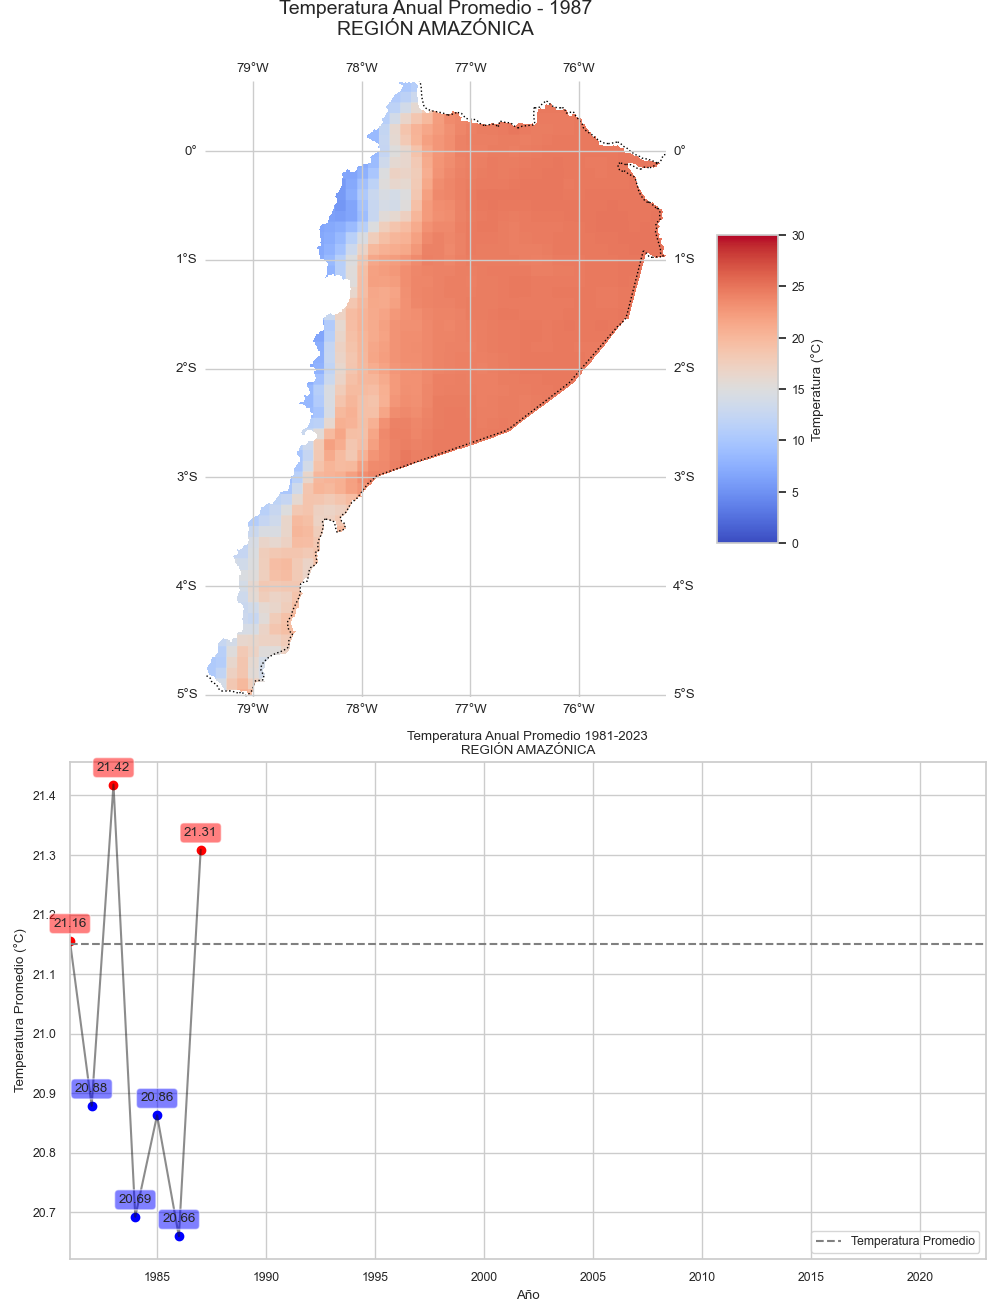 Temperatura Anual Promedio - 1987
REGIÓN AMAZÓNICA
79°W 78°W 77°W 76°W
0° 0°
1°S 1°S
2°S 2°S
3°S 3°S
4°S 4°S
5°S 5°S
79°W 78°W 77°W 76°W
30
25
20
15
10
5
0
Temperatura (°C)
Temperatura Anual Promedio 1981-2023
REGIÓN AMAZÓNICA
21.4
21.3
21.2
21.1
21.0
20.9
20.8
20.7
Temperatura Promedio (°C)
21.16
20.88
21.42
20.69
20.86
20.66
21.31
Temperatura Promedio
1985 1990 1995 2000 2005 2010 2015 2020
Año